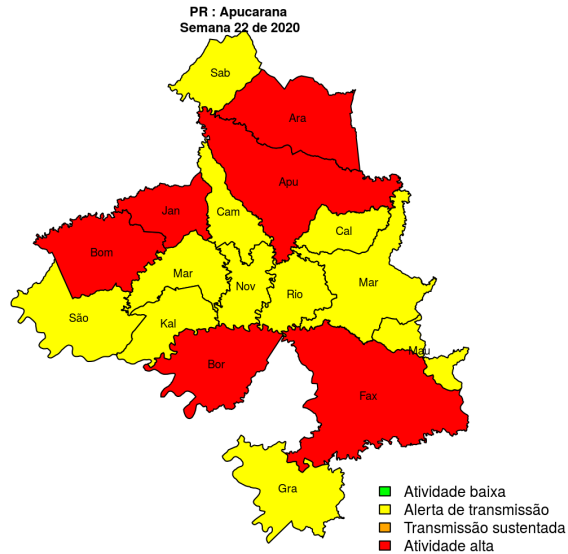 PR : Apucarana
Semana 22 de 2020
Sab
Ara
Apu
Jan
Cam
Cal
Bom
Mar
Mar
Nov
Rio
São
Kal
Mau
Bor
Fax
Gra
Atividade baixa
Alerta de transmissão
Transmissão sustentada
Atividade alta